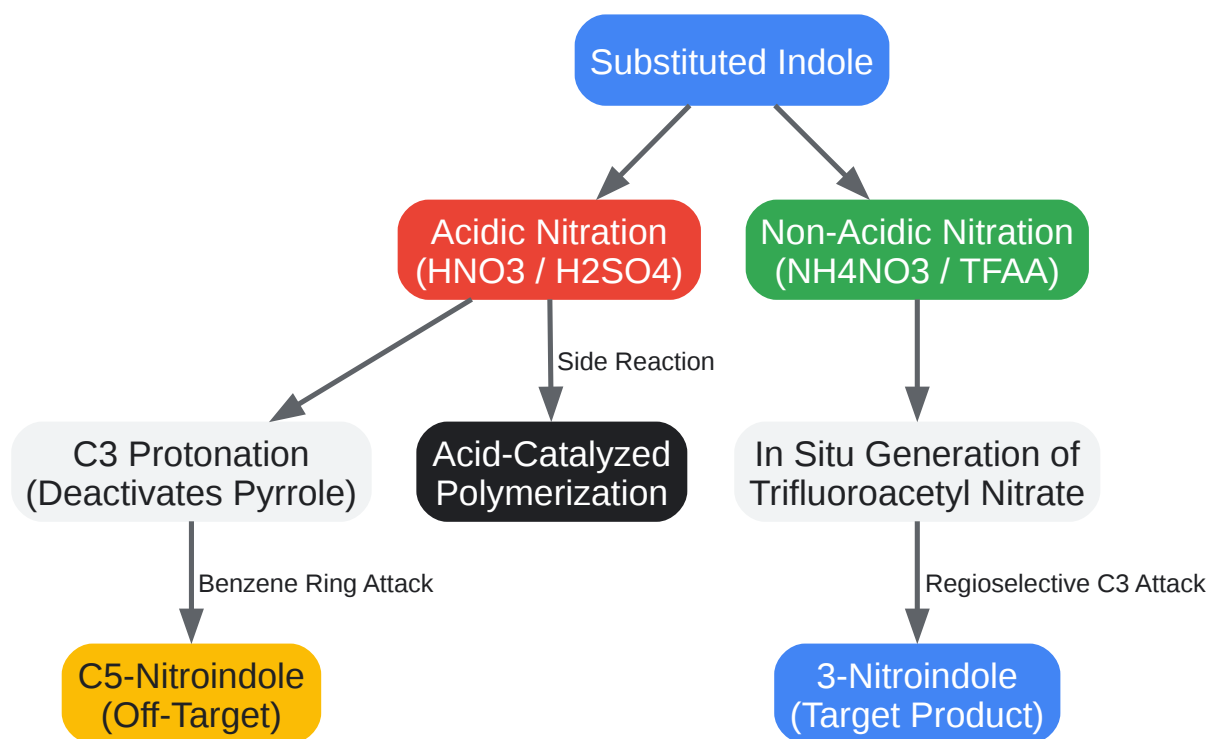 Substituted Indole
Acidic Nitration
(HNO3 / H2SO4)
Non-Acidic Nitration
(NH4NO3 / TFAA)
Side Reaction
C3 Protonation
(Deactivates Pyrrole)
Acid-Catalyzed
Polymerization
In Situ Generation of
Trifluoroacetyl Nitrate
Benzene Ring Attack
Regioselective C3 Attack
C5-Nitroindole
(Off-Target)
3-Nitroindole
(Target Product)